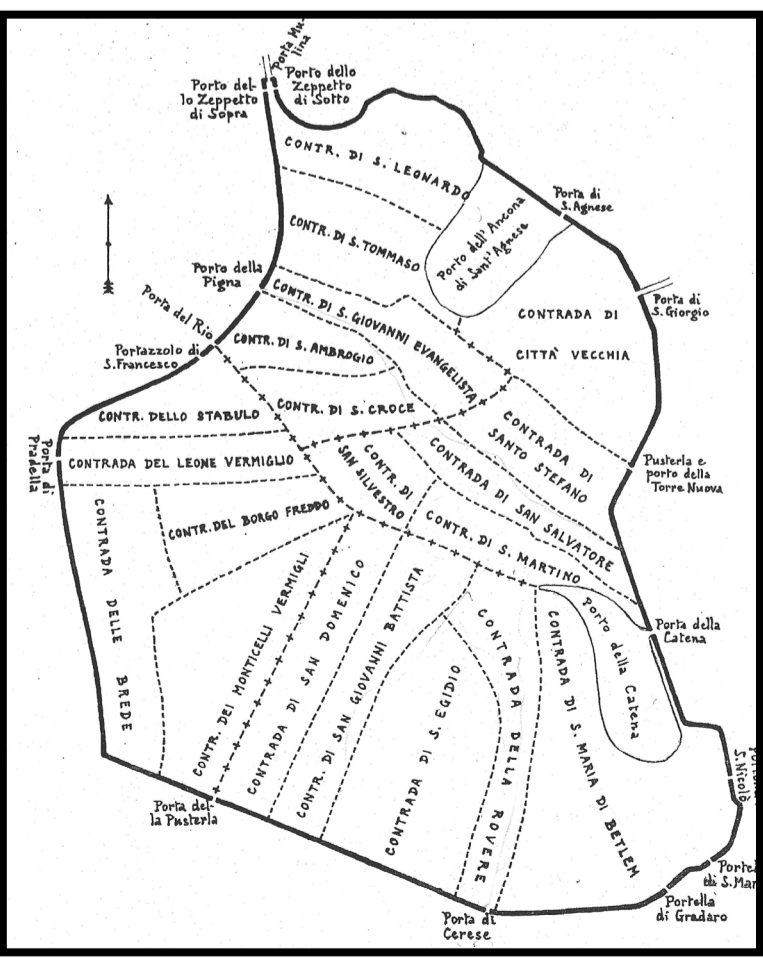 Porta Mu-
lina
Porto del-
lo Zeppetto
di Sopra
Porto dello
Zeppetto
di Sotto
CONTR. DI S. LEONARDO
Porta di
S. Agnese
Porto dell'Ancona
di Sant'Agnese
CONTR. DI S. TOMMASO
Porto della
Pigna
Porta del Rio
Portazzolo di
S. Francesco
CONTR. DI S. GIOVANNI EVANGELISTA
CONTRADA DI
CITTÀ VECCHIA
Porta di
S. Giorgio
CONTR. DI S. AMBROGIO
CONTR. DELLO STABULO
CONTR. DI S. CROCE
CONTRADA DI
SANTO STEFANO
Porta di
Pradella
CONTRADA DEL LEONE VERMIGLIO
CONTR. DI
SAN SILVESTRO
CONTRADA DI SAN SALVATORE
Pusterla e
porto della
Torre Nuova
CONTR. DEL BORGO FREDDO
CONTR. DI S. MARTINO
CONTRADA DELLE BREDE
CONTR. DEI MONTICELLI VERMIGLI
CONTRADA DI SAN DOMENICO
CONTR. DI SAN GIOVANNI BATTISTA
CONTRADA DI S. EGIDIO
CONTRADA DELLA ROVERE
CONTRADA DI S. MARIA DI BETLEM
Porto della Catena
Porta della
Catena
S. Nicolò
Porta del-
la Pusterla
di S. Mar
Portella
di Gradaro
Porta di
Cerese